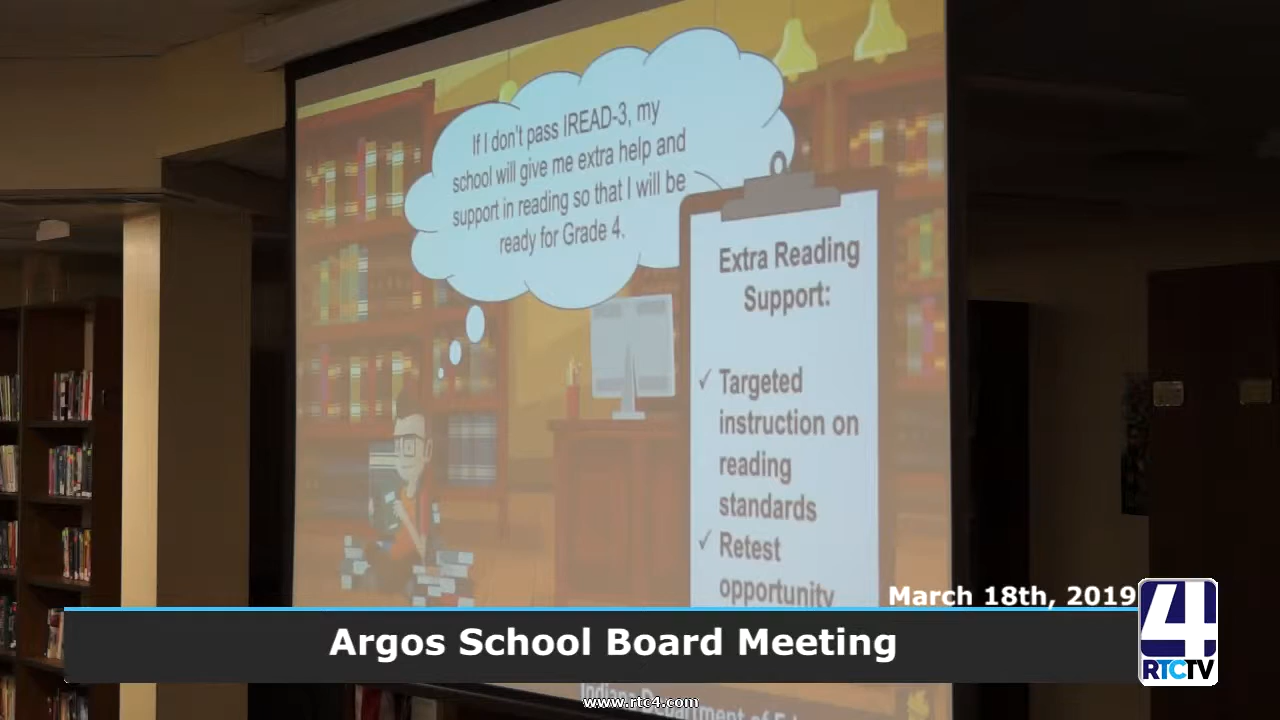 If I don't pass IREAD-3, my
school will give me extra help and
support in reading so that I will be
ready for Grade 4.
Extra Reading
Support:
✓ Targeted
instruction on
reading
standards
✓ Retest
opportunity
March 18th, 2019
Argos School Board Meeting
4
RTCTV
www.rtc4.com